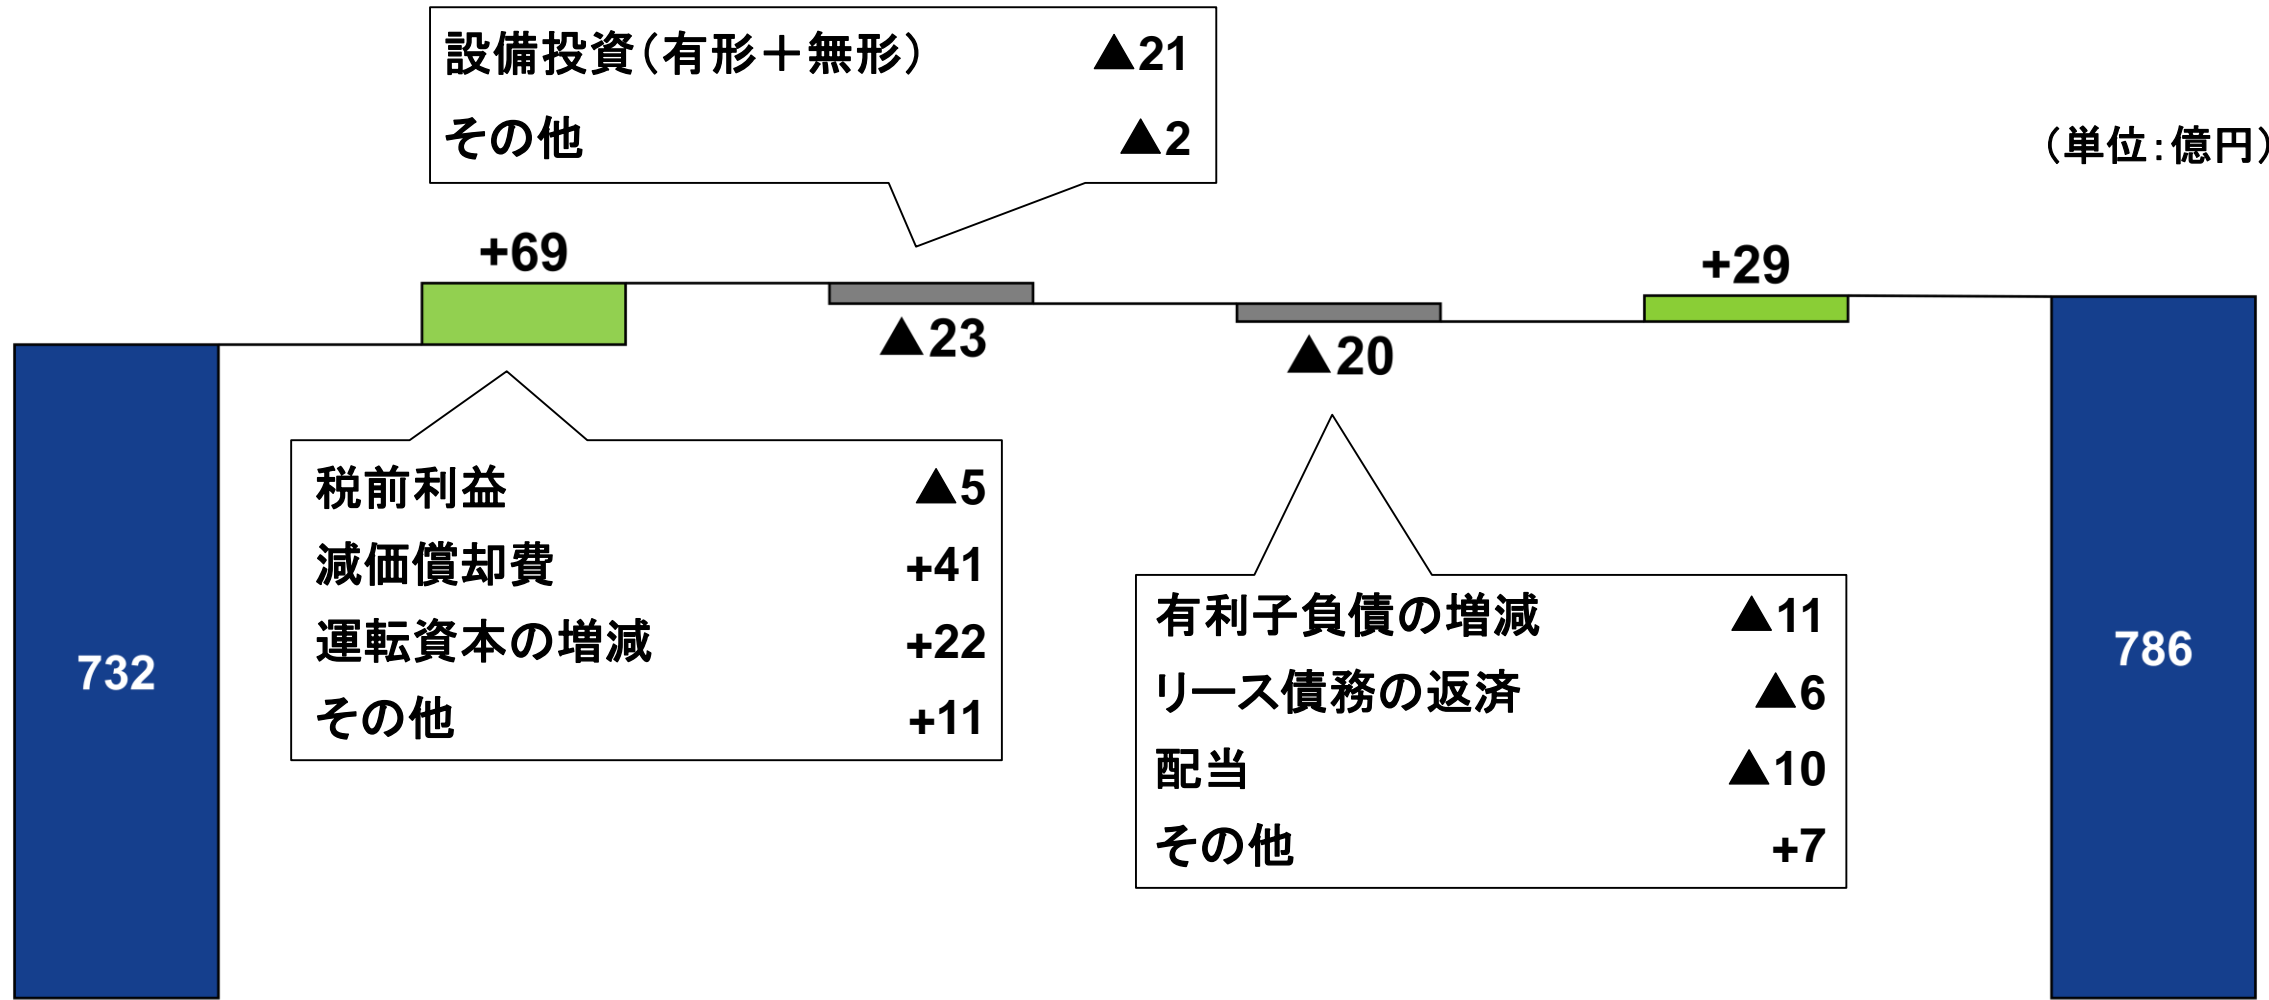 設備投資（有形＋無形） ▲21
その他 ▲2
（単位：億円）
+69
▲23
▲20
+29
税前利益 ▲5
減価償却費 +41
運転資本の増減 +22
その他 +11
有利子負債の増減 ▲11
リース債務の返済 ▲6
配当 ▲10
その他 +7
732
786